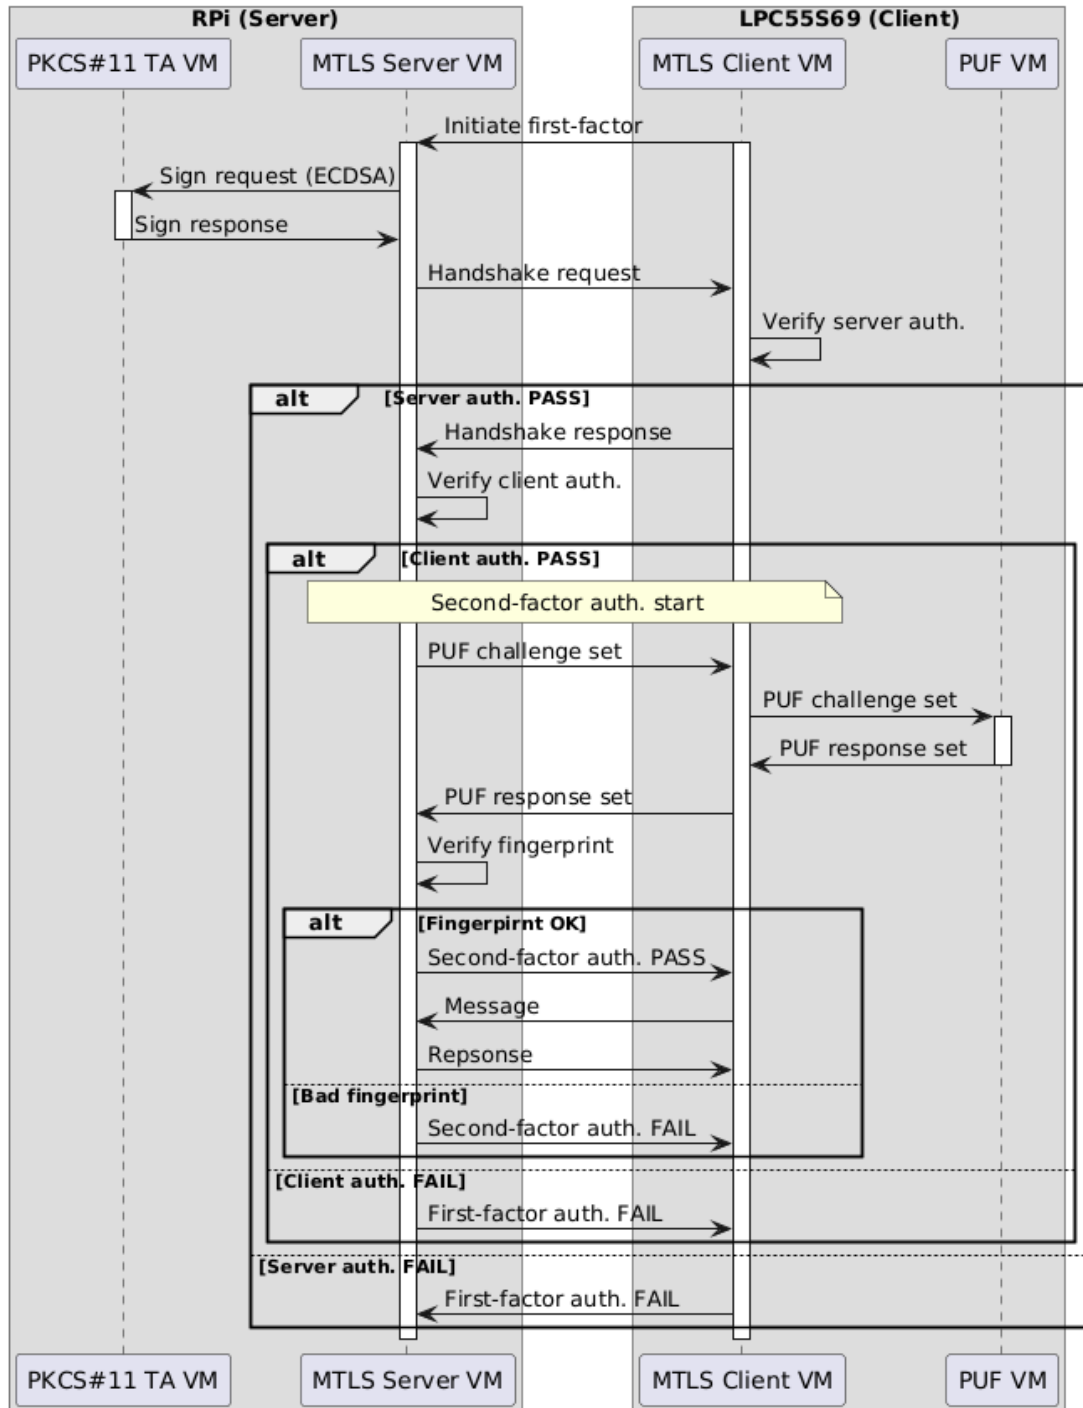 RPi (Server)
LPC55S69 (Client)
PKCS#11 TA VM
MTLS Server VM
MTLS Client VM
PUF VM
Initiate first-factor
Sign request (ECDSA)
Sign response
Handshake request
Verify server auth.
alt
[Server auth. PASS]
Handshake response
Verify client auth.
alt
[Client auth. PASS]
Second-factor auth. start
PUF challenge set
PUF challenge set
PUF response set
PUF response set
Verify fingerprint
alt
[Fingerpirnt OK]
Second-factor auth. PASS
Message
Repsonse
[Bad fingerprint]
Second-factor auth. FAIL
[Client auth. FAIL]
First-factor auth. FAIL
[Server auth. FAIL]
First-factor auth. FAIL
PKCS#11 TA VM
MTLS Server VM
MTLS Client VM
PUF VM